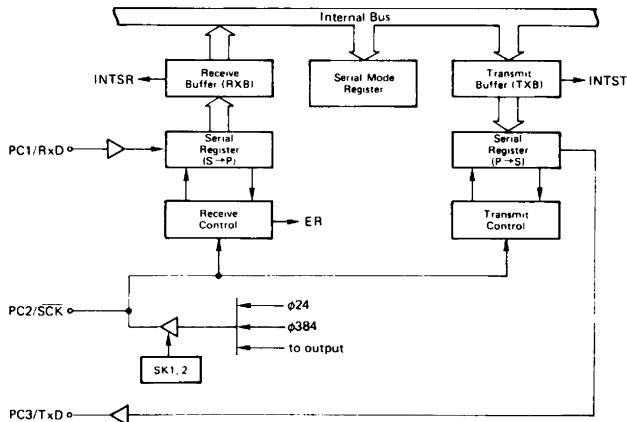 Internal Bus
INTSR
Receive
Buffer (RXB)
Serial Mode
Register
Transmit
Buffer (TXB)
INTST
PC1/RxD
Serial
Register
(S→P)
Serial
Register
(P→S)
Receive
Control
ER
Transmit
Control
PC2/S̅C̅K̅
ϕ24
ϕ384
to output
SK1, 2
PC3/TxD